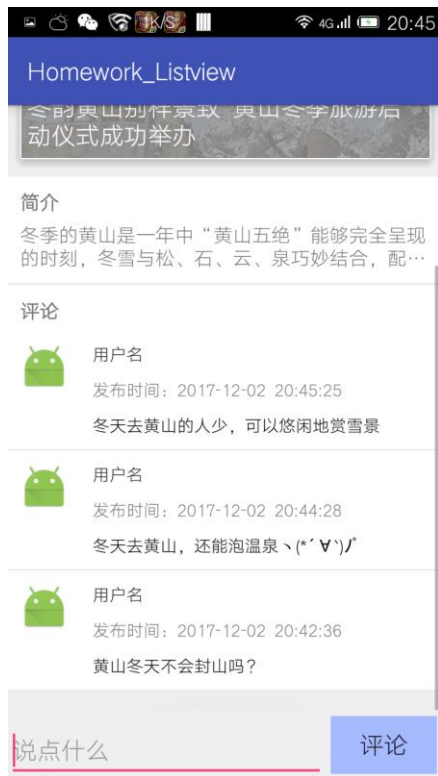 1K/S
4G
20:45
Homework_Listview
冬韵黄山别样景致 黄山冬季旅游启
动仪式成功举办
简介
冬季的黄山是一年中“黄山五绝”能够完全呈现
的时刻，冬雪与松、石、云、泉巧妙结合，配…
评论
用户名
发布时间：2017-12-02 20:45:25
冬天去黄山的人少，可以悠闲地赏雪景
用户名
发布时间：2017-12-02 20:44:28
冬天去黄山，还能泡温泉ヽ(*´∀`)ﾉﾟ
用户名
发布时间：2017-12-02 20:42:36
黄山冬天不会封山吗？
说点什么
评论